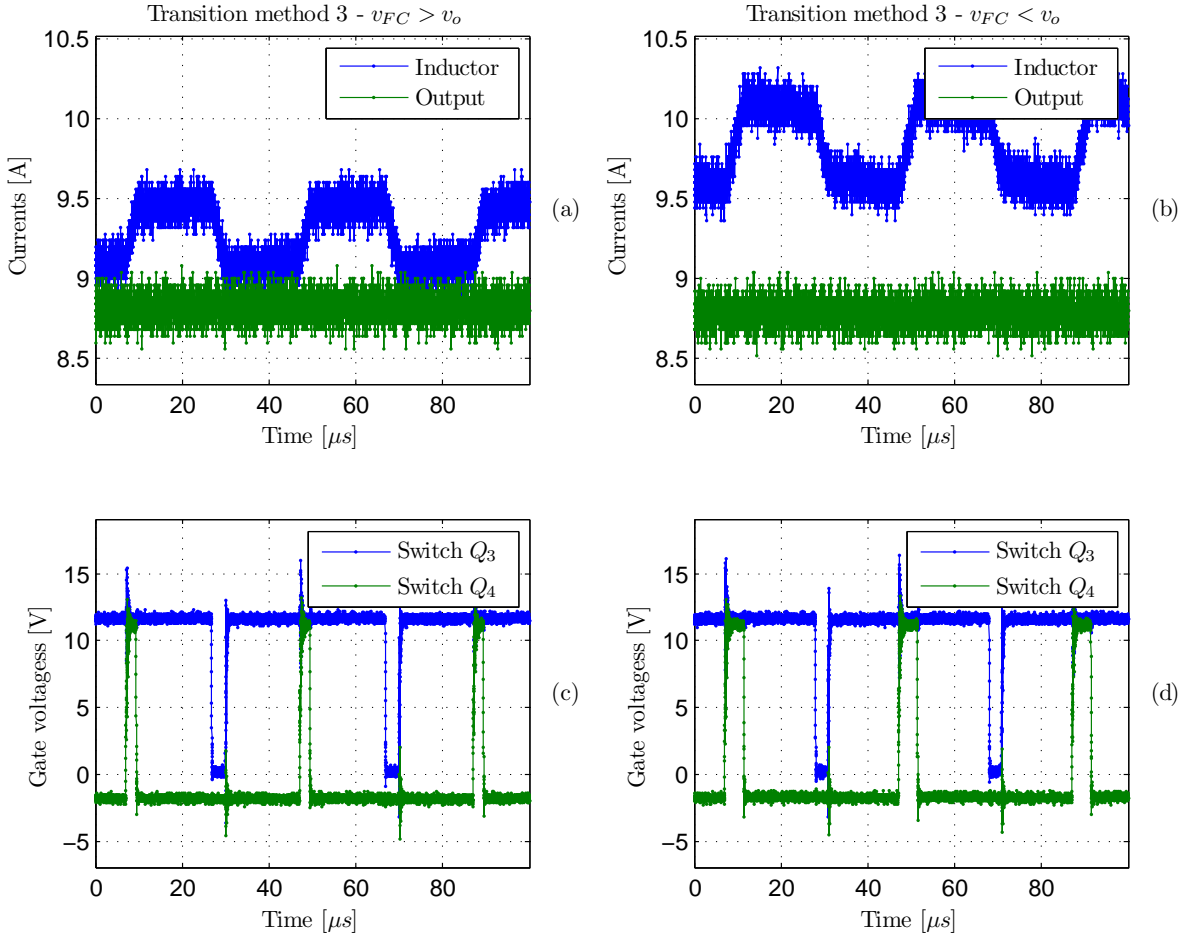 Transition method 3 - v_FC > v_o
10.5
10
9.5
9
8.5
Currents [A]
Inductor
Output
0 20 40 60 80
Time [μs]
(a)
Transition method 3 - v_FC < v_o
10.5
10
9.5
9
8.5
Currents [A]
Inductor
Output
0 20 40 60 80
Time [μs]
(b)
15
10
5
0
−5
Gate voltagess [V]
Switch Q_3
Switch Q_4
0 20 40 60 80
Time [μs]
(c)
15
10
5
0
−5
Gate voltagess [V]
Switch Q_3
Switch Q_4
0 20 40 60 80
Time [μs]
(d)